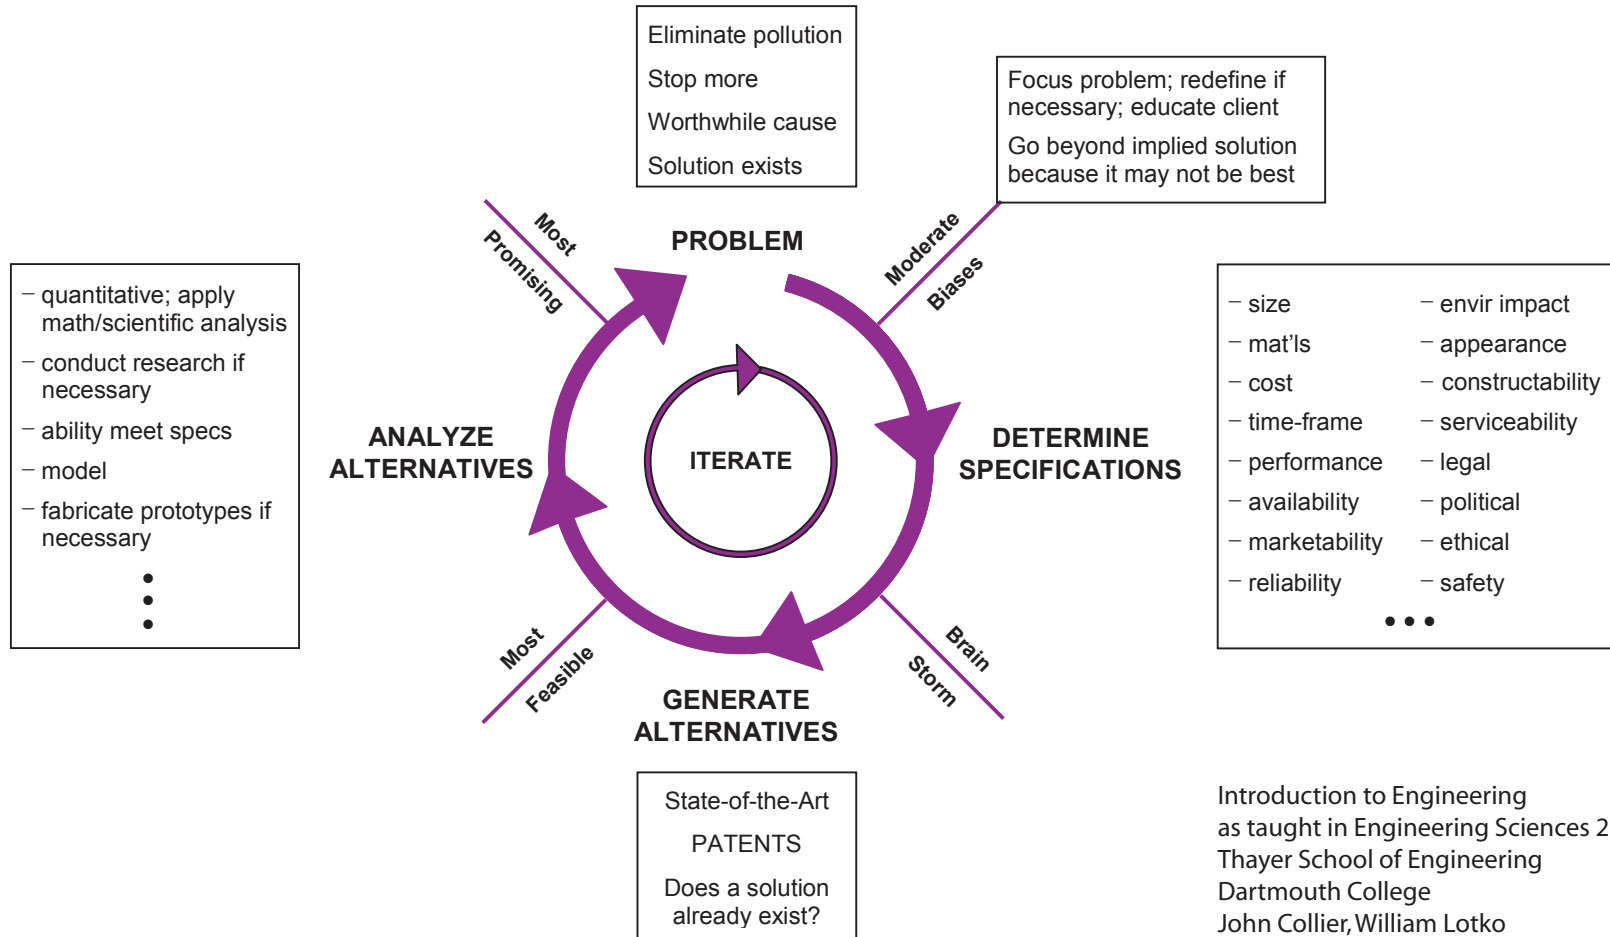 Eliminate pollution
Stop more
Worthwhile cause
Solution exists
Focus problem; redefine if
necessary; educate client
Go beyond implied solution
because it may not be best
Most
Promising
PROBLEM
Moderate
Biases
– quantitative; apply
math/scientific analysis
– conduct research if
necessary
– ability meet specs
– model
– fabricate prototypes if
necessary
•
•
•
ANALYZE
ALTERNATIVES
ITERATE
DETERMINE
SPECIFICATIONS
– size
– mat'ls
– cost
– time-frame
– performance
– availability
– marketability
– reliability
– envir impact
– appearance
– constructability
– serviceability
– legal
– political
– ethical
– safety
• • •
Most
Feasible
GENERATE
ALTERNATIVES
Brain
Storm
State-of-the-Art
PATENTS
Does a solution
already exist?
Introduction to Engineering
as taught in Engineering Sciences 2
Thayer School of Engineering
Dartmouth College
John Collier, William Lotko